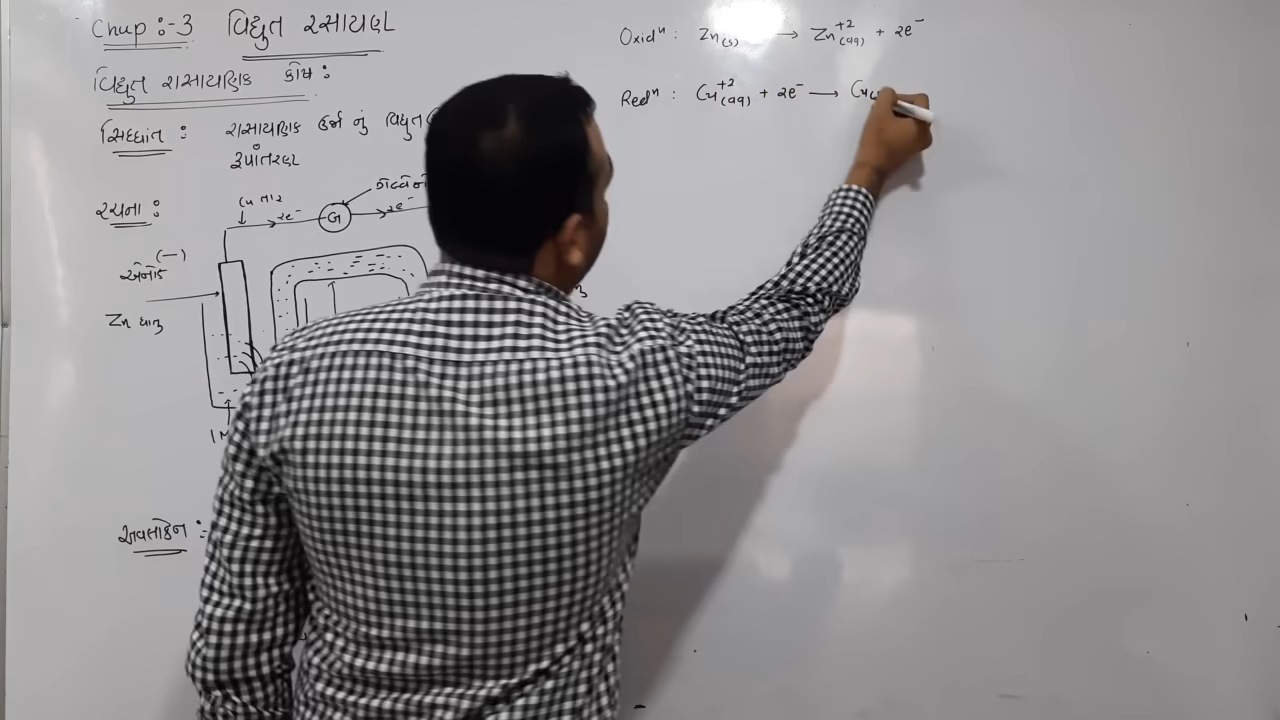 Chap :- 3 વિદ્યુત રસાયણ
વિદ્યુત રાસાયણિક કોષ :
સિદ્ધાંત : રાસાયણિક ઉર્જા નું વિદ્યુત
રૂપાંતરણ
રચના :
Cu તાર
2e⁻ G 2e⁻
(–)
એનોડ
Zn ધાતુ
1 M
અવલોકન :-
Oxidⁿ : Zn(s) → Zn⁺²(aq) + 2e⁻
Redⁿ : Cu⁺²(aq) + 2e⁻ → Cu(s